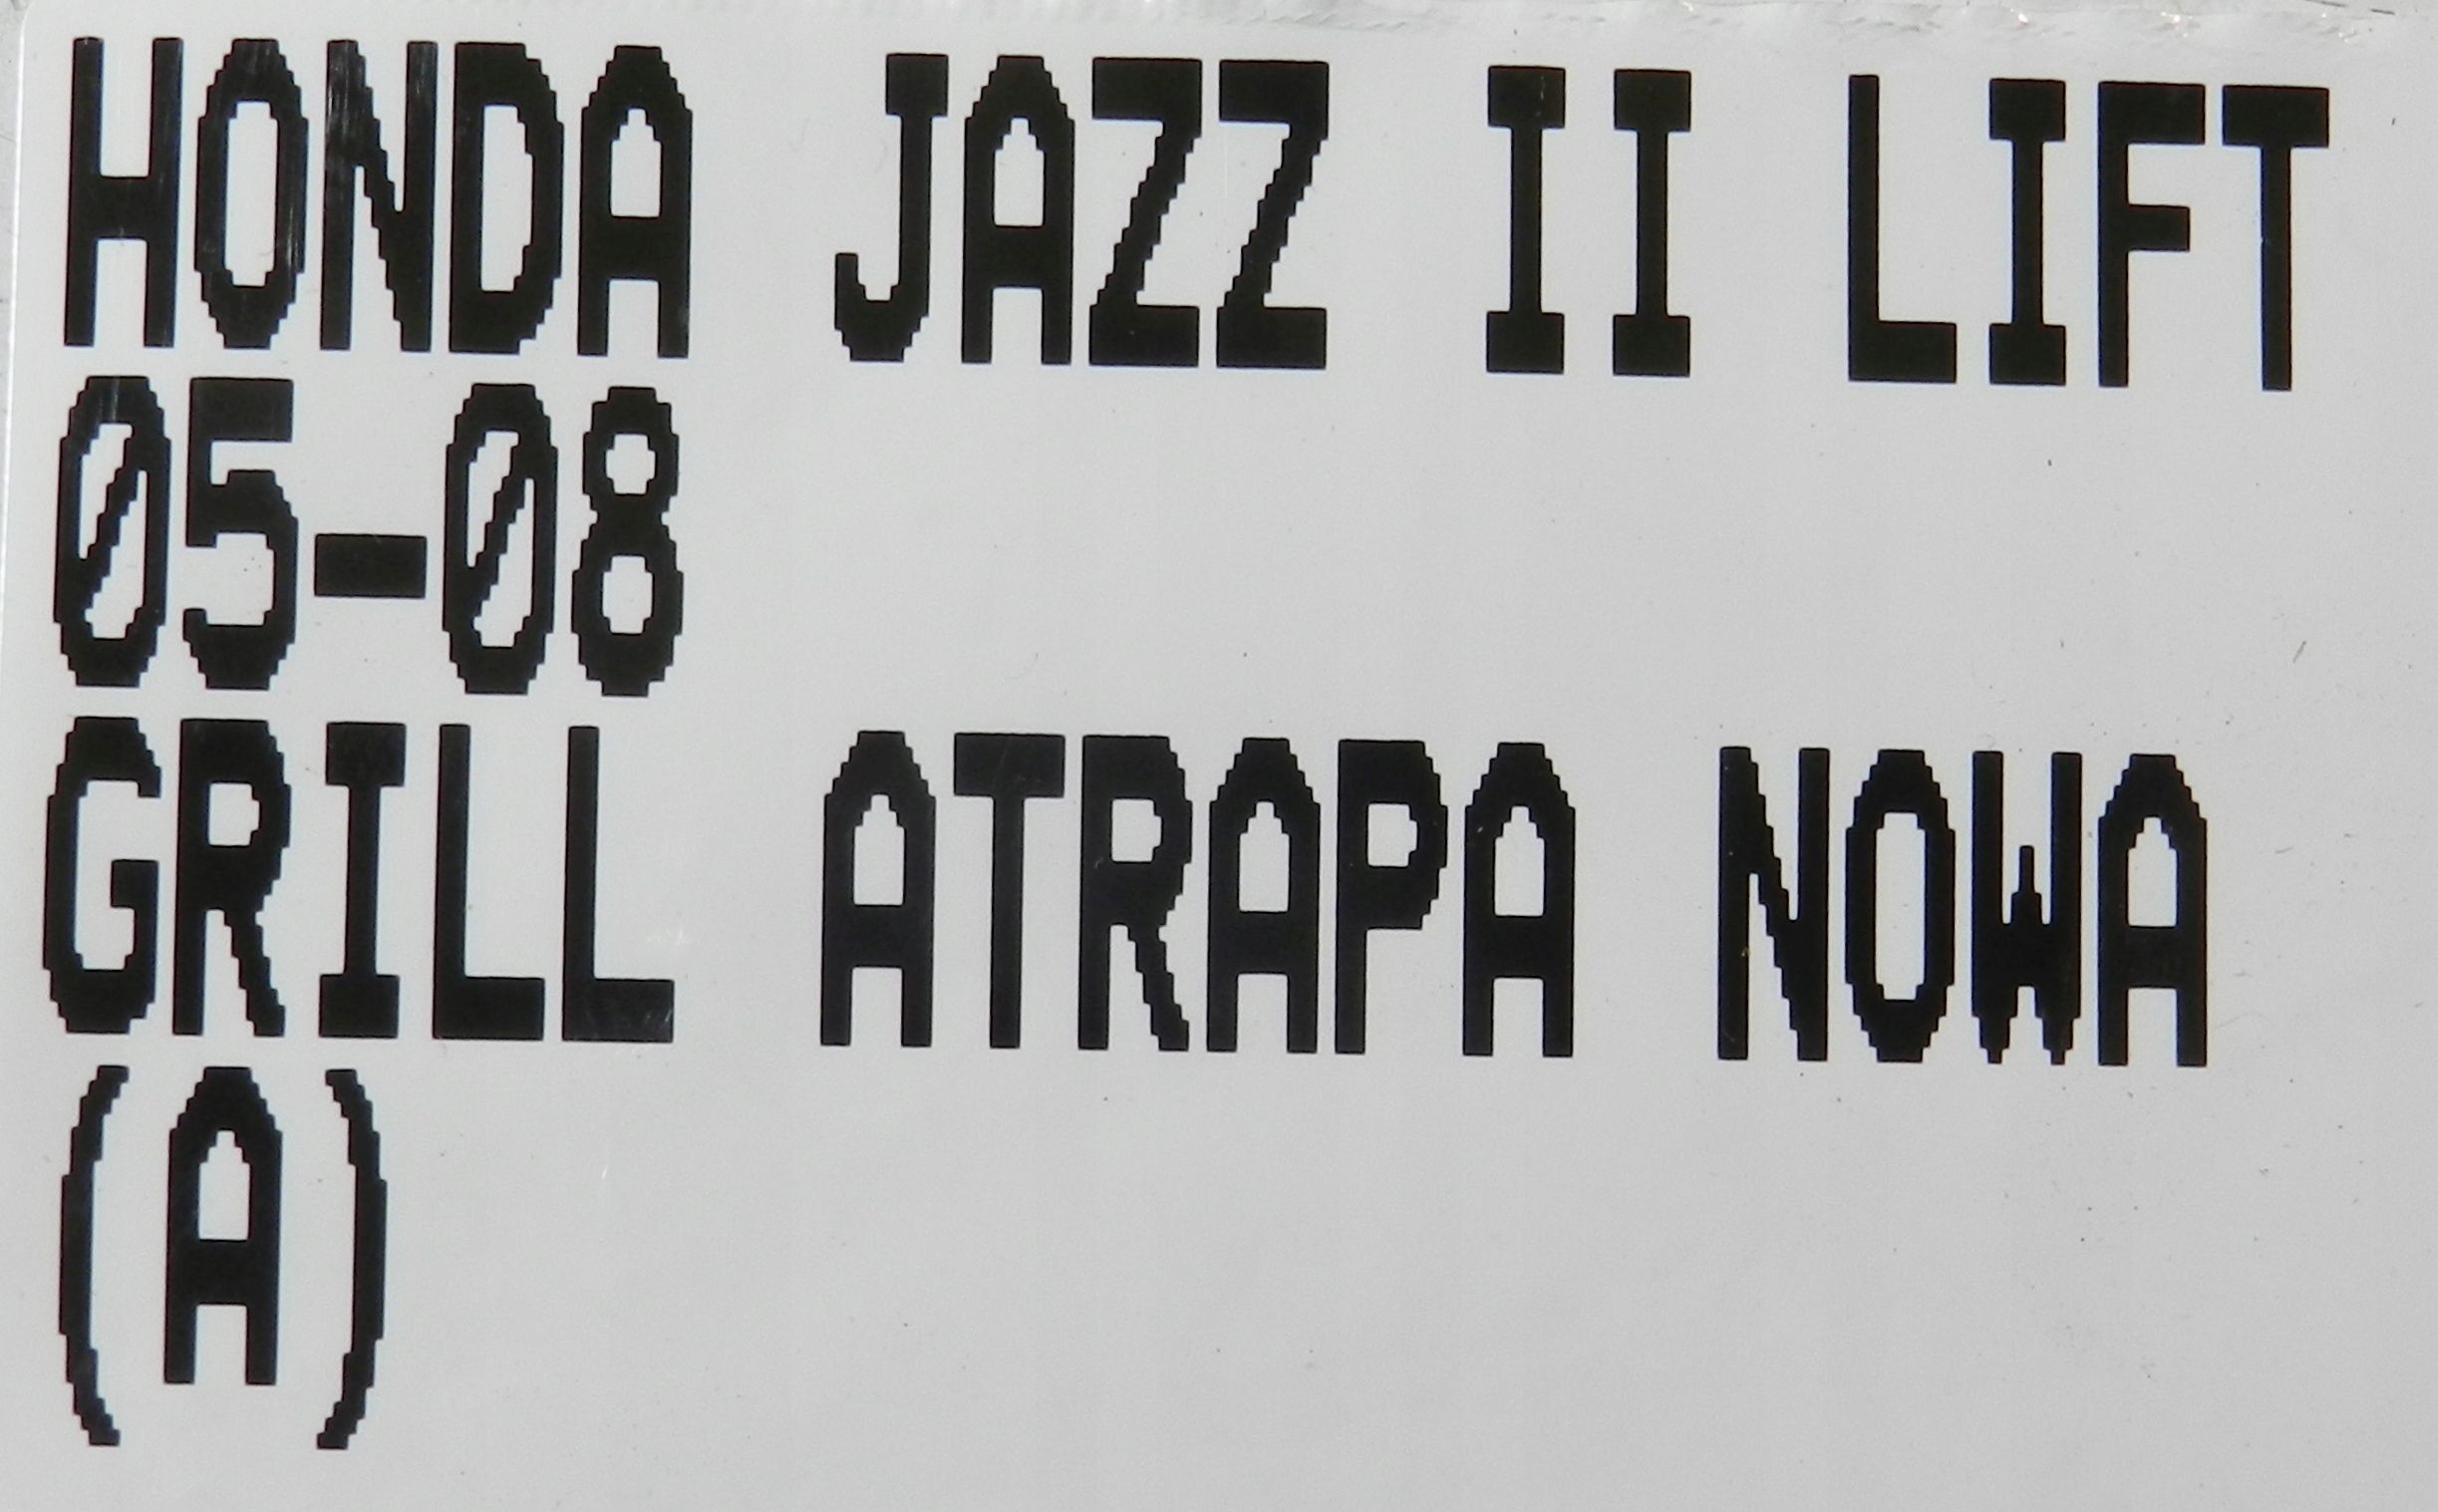 HONDA JAZZ II LIFT
05-08
GRILL ATRAPA NOWA
(A)